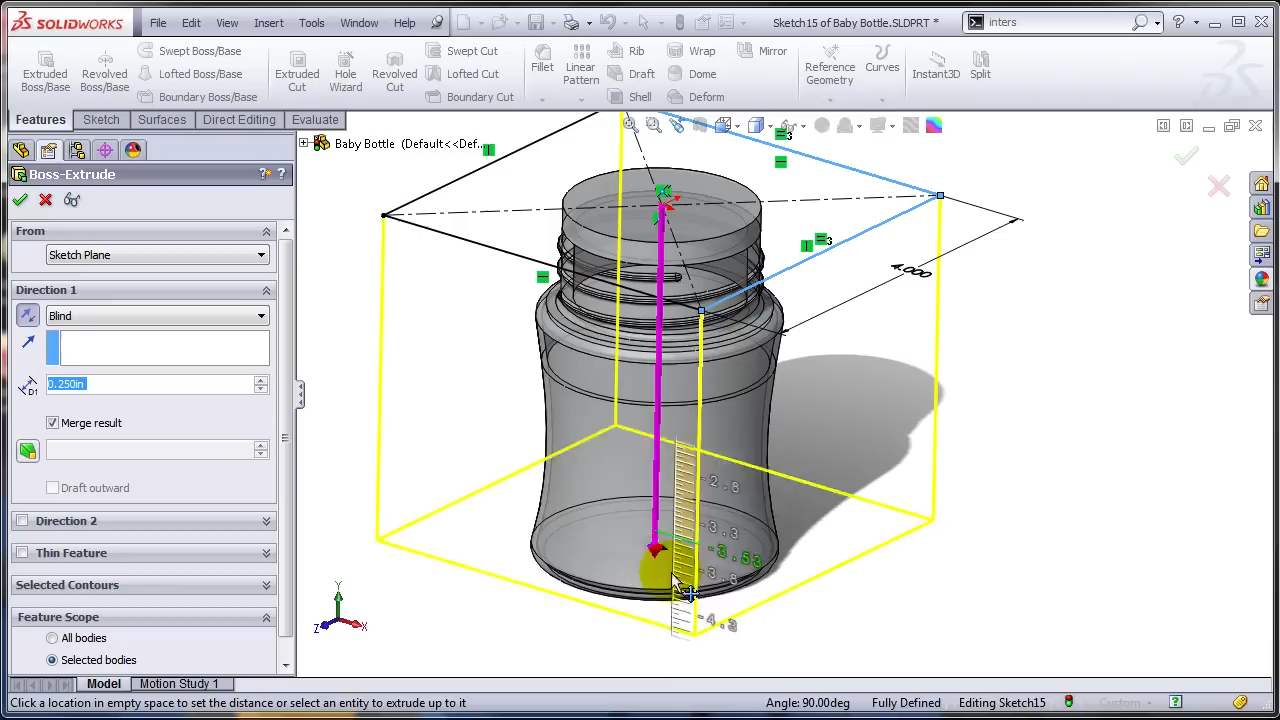 SOLIDWORKS File Edit View Insert Tools Window Help Sketch15 of Baby Bottle.SLDPRT * inters
Extruded Boss/Base
Revolved Boss/Base
Swept Boss/Base
Lofted Boss/Base
Boundary Boss/Base
Extruded Cut
Hole Wizard
Revolved Cut
Swept Cut
Lofted Cut
Boundary Cut
Fillet
Linear Pattern
Rib
Draft
Shell
Wrap
Dome
Deform
Mirror
Reference Geometry
Curves
Instant3D
Split
Features Sketch Surfaces Direct Editing Evaluate
Baby Bottle (Default<<Def...
Boss-Extrude
From
Sketch Plane
Direction 1
Blind
D1
0.250in
Merge result
Draft outward
Direction 2
Thin Feature
Selected Contours
Feature Scope
All bodies
Selected bodies
3
3
4.000
-2.8
-3.3
-3.53
-3.8
-4.3
Y
Z X
Model Motion Study 1
Click a location in empty space to set the distance or select an entity to extrude up to it Angle: 90.00deg Fully Defined Editing Sketch15 Custom